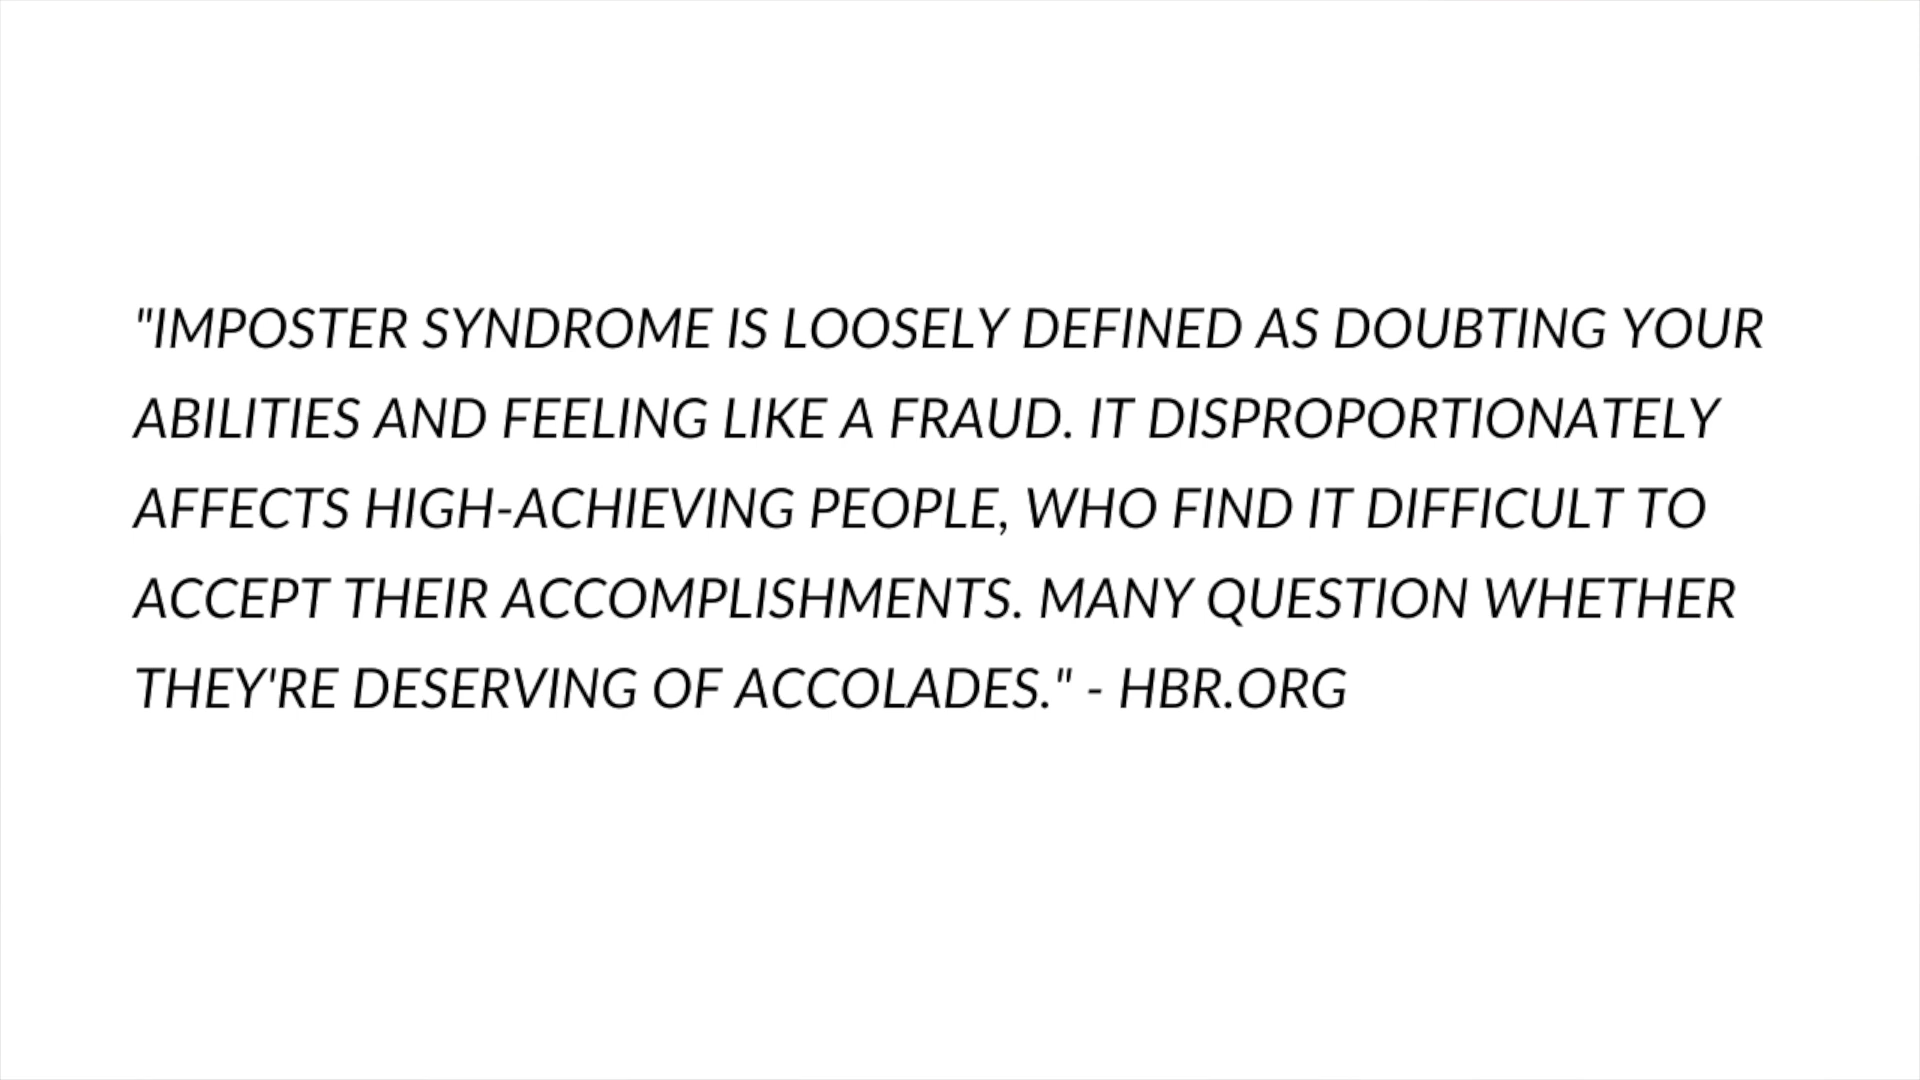 "IMPOSTER SYNDROME IS LOOSELY DEFINED AS DOUBTING YOUR
ABILITIES AND FEELING LIKE A FRAUD. IT DISPROPORTIONATELY
AFFECTS HIGH-ACHIEVING PEOPLE, WHO FIND IT DIFFICULT TO
ACCEPT THEIR ACCOMPLISHMENTS. MANY QUESTION WHETHER
THEY'RE DESERVING OF ACCOLADES." - HBR.ORG